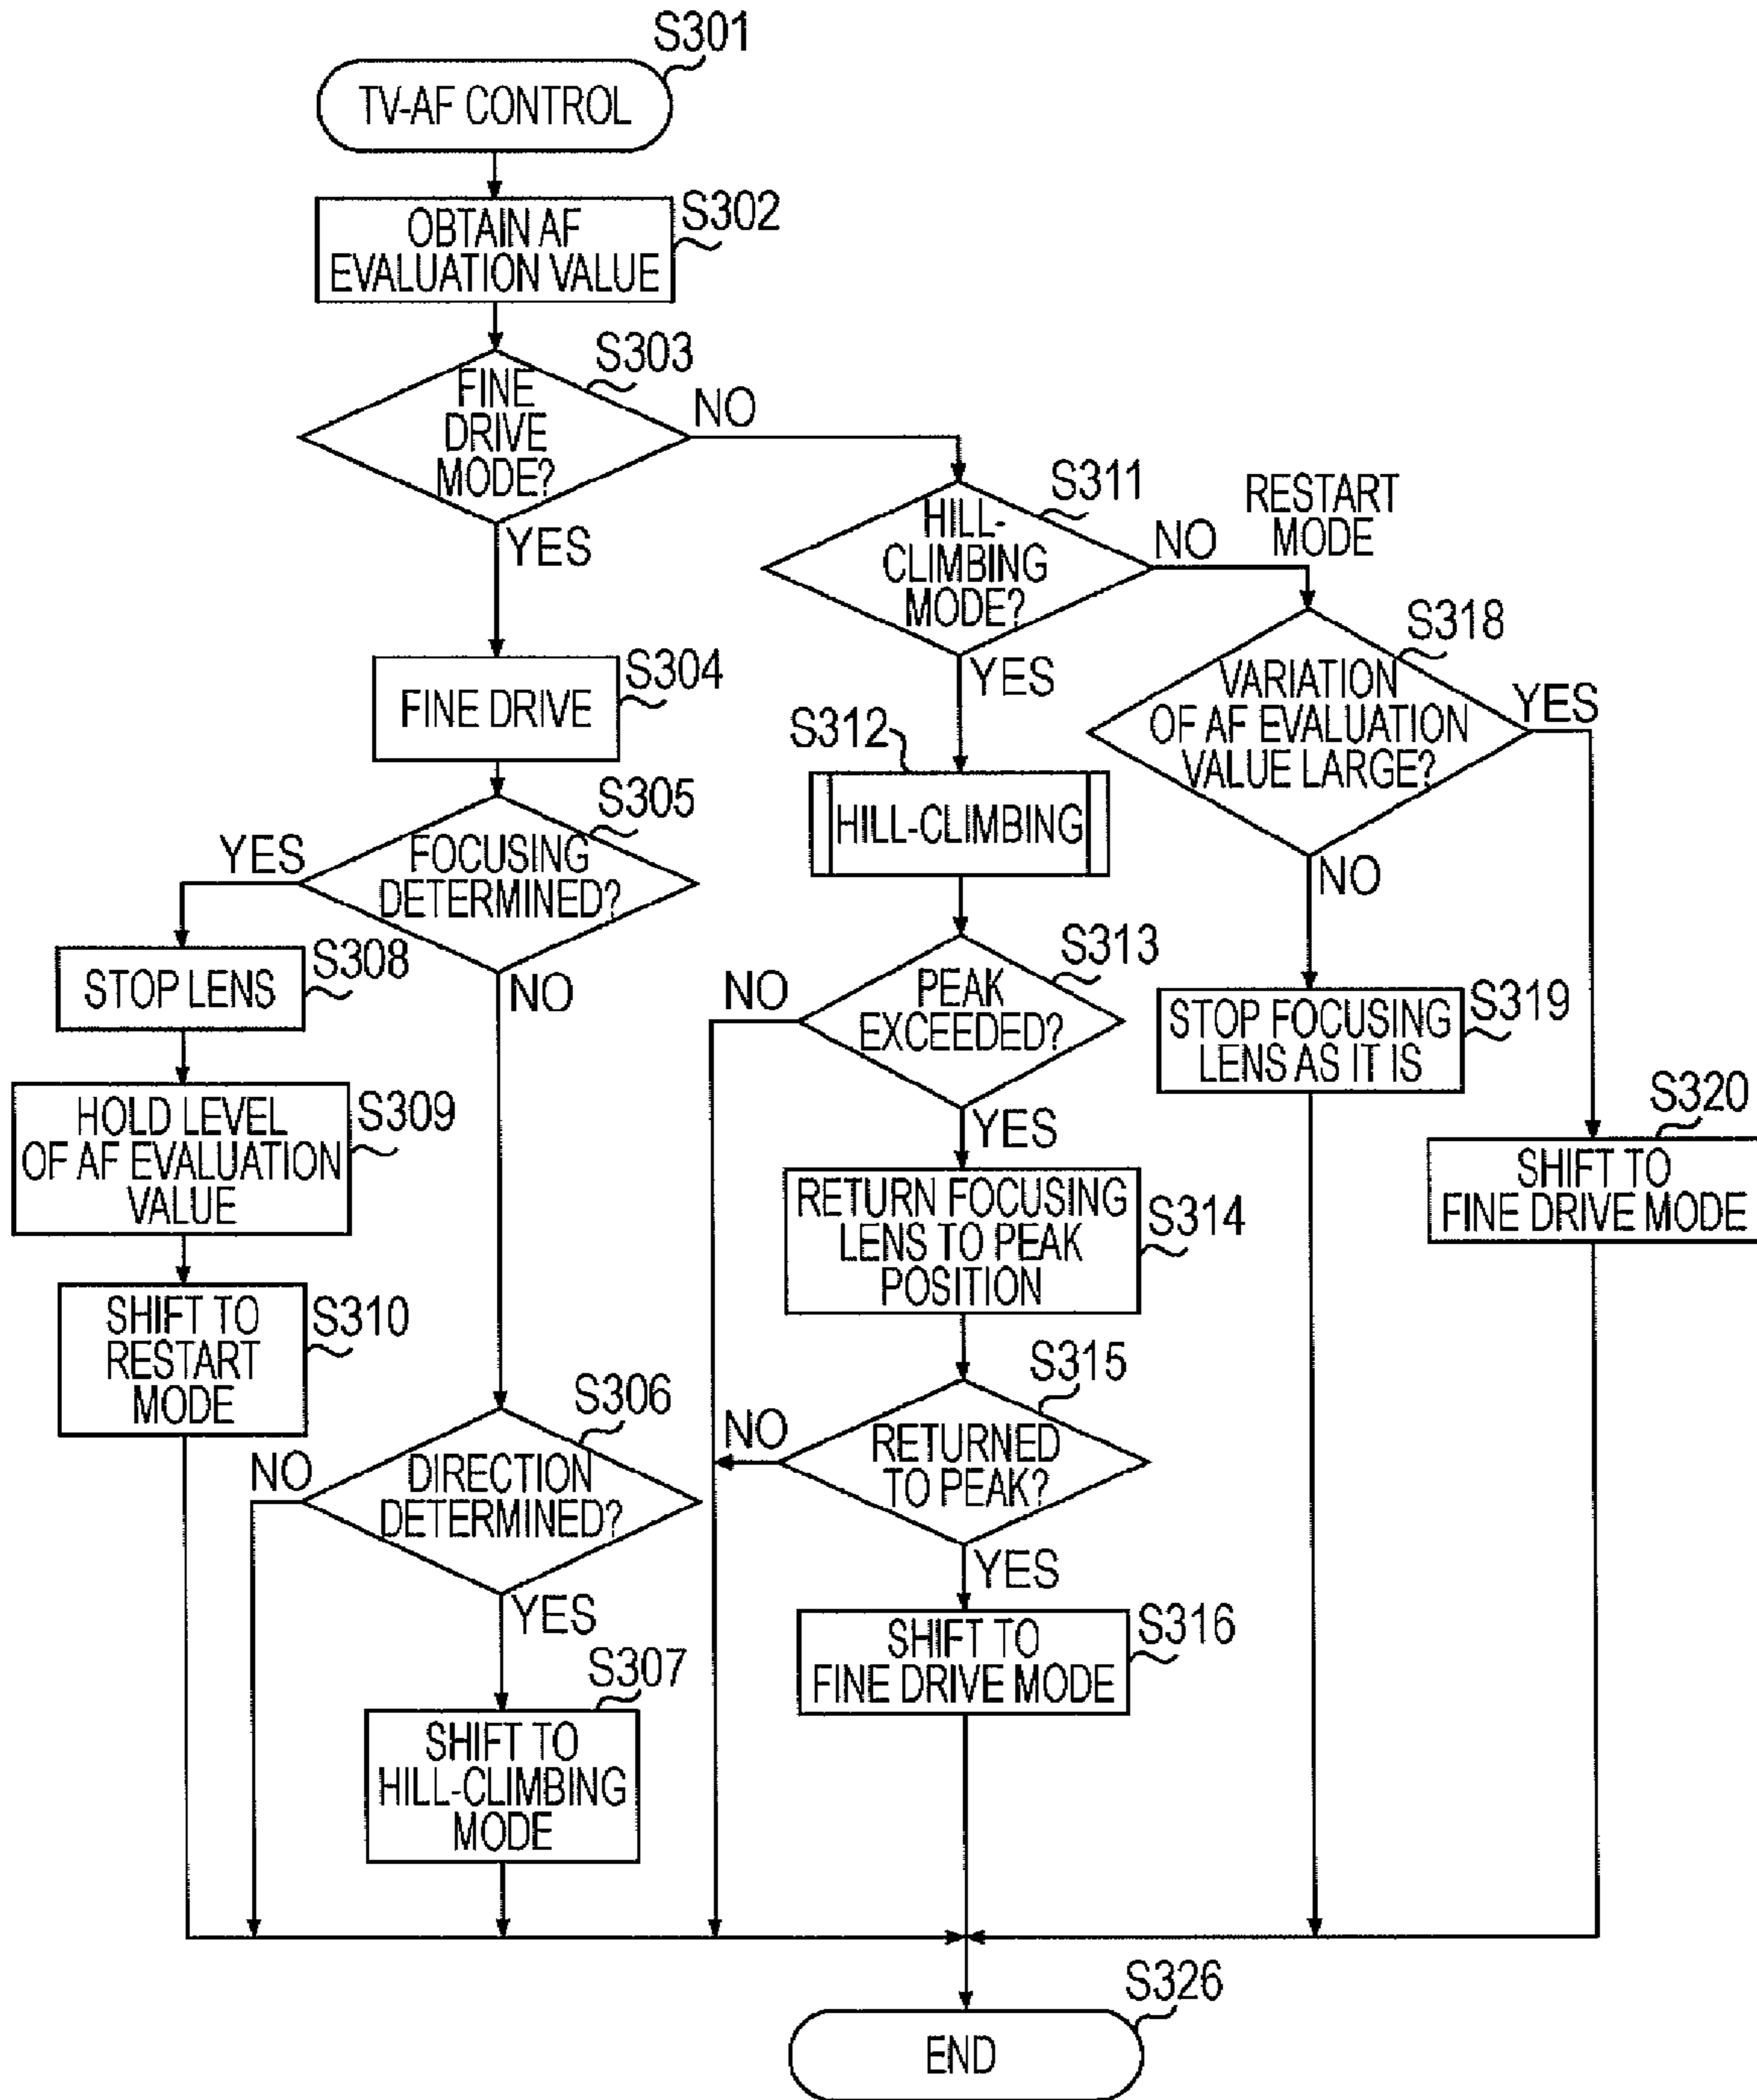 S301
TV-AF CONTROL
S302
OBTAIN AF
EVALUATION VALUE
S303
FINE
DRIVE
MODE?
NO
YES
S304
FINE DRIVE
S305
FOCUSING
DETERMINED?
YES
NO
S308
STOP LENS
S309
HOLD LEVEL
OF AF EVALUATION
VALUE
S310
SHIFT TO
RESTART
MODE
S306
DIRECTION
DETERMINED?
NO
YES
S307
SHIFT TO
HILL-CLIMBING
MODE
S311
HILL-
CLIMBING
MODE?
NO
RESTART
MODE
YES
S312
HILL-CLIMBING
S313
PEAK
EXCEEDED?
NO
YES
S314
RETURN FOCUSING
LENS TO PEAK
POSITION
S315
RETURNED
TO PEAK?
NO
YES
S316
SHIFT TO
FINE DRIVE MODE
S318
VARIATION
OF AF EVALUATION
VALUE LARGE?
YES
NO
S319
STOP FOCUSING
LENS AS IT IS
S320
SHIFT TO
FINE DRIVE MODE
S326
END